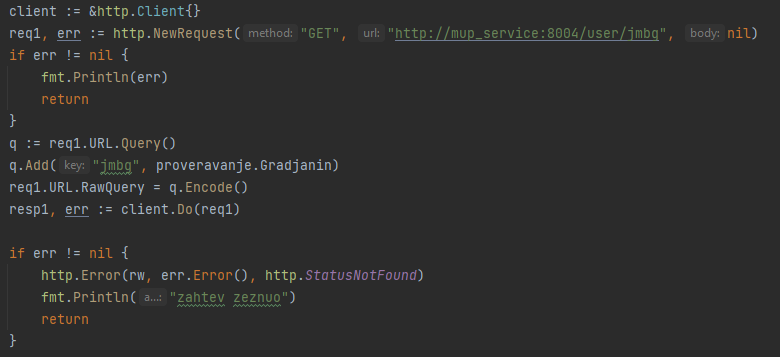 client := &http.Client{}
req1, err := http.NewRequest( method: "GET", url: "http://mup_service:8004/user/jmbg", body: nil)
if err != nil {
    fmt.Println(err)
    return
}
q := req1.URL.Query()
q.Add( key: "jmbg", proveravanje.Gradjanin)
req1.URL.RawQuery = q.Encode()
resp1, err := client.Do(req1)

if err != nil {
    http.Error(rw, err.Error(), http.StatusNotFound)
    fmt.Println( a...: "zahtev zeznuo")
    return
}